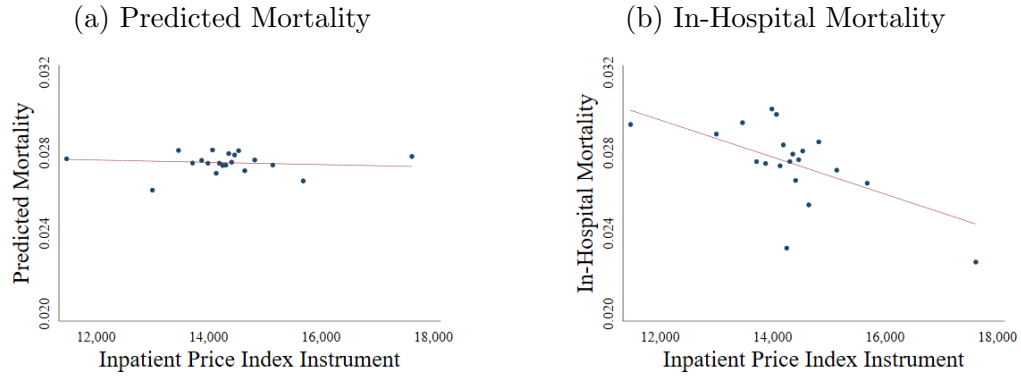 (a) Predicted Mortality
Predicted Mortality
0.032
0.028
0.024
0.020
12,000 14,000 16,000 18,000
Inpatient Price Index Instrument
(b) In-Hospital Mortality
In-Hospital Mortality
0.032
0.028
0.024
0.020
12,000 14,000 16,000 18,000
Inpatient Price Index Instrument